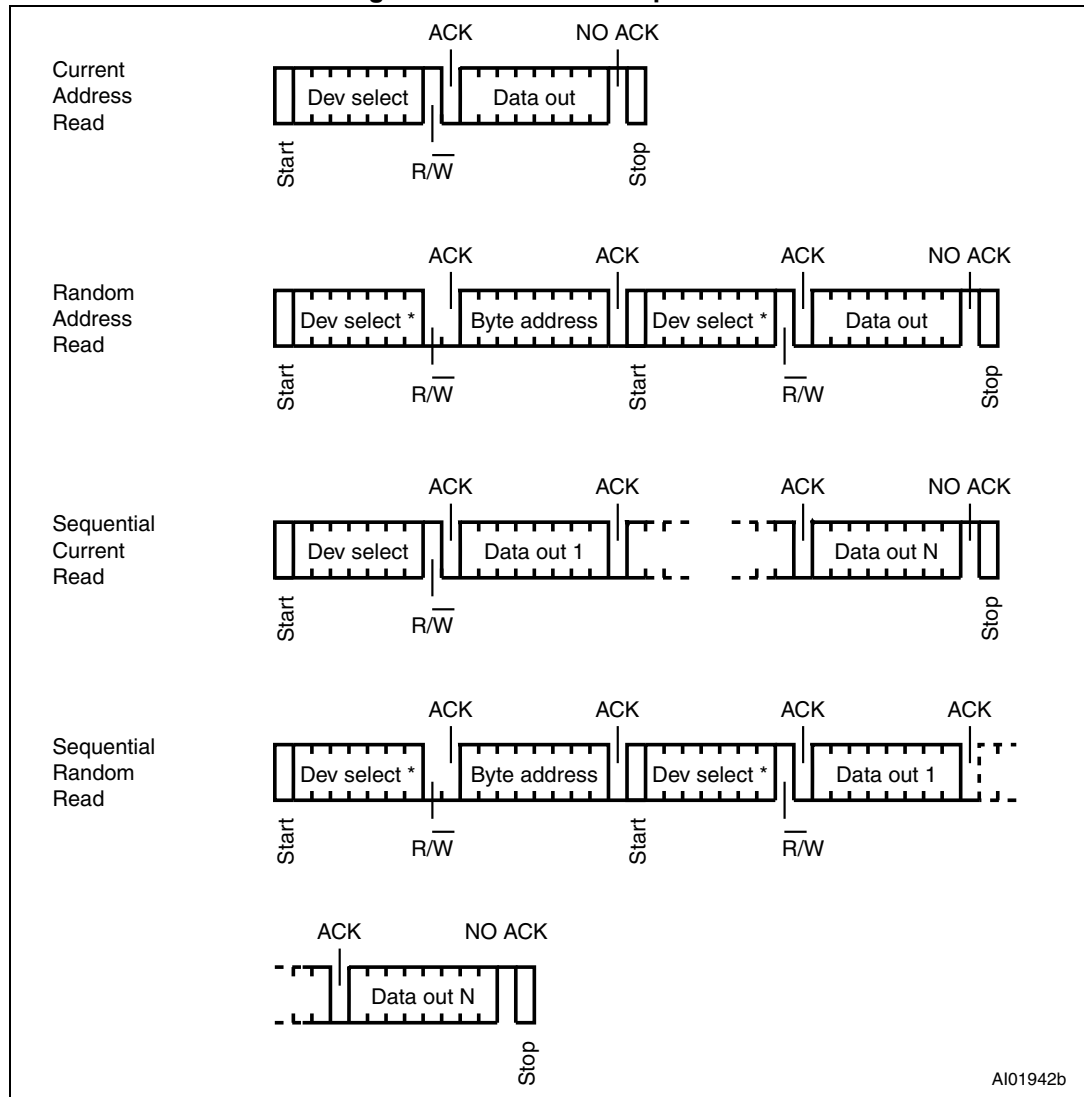 ACK NO ACK
Current
Address
Read
Dev select Data out
Start R/W̅ Stop
ACK ACK ACK NO ACK
Random
Address
Read
Dev select * Byte address Dev select * Data out
Start R/W̅ Start R̅/W Stop
ACK ACK ACK NO ACK
Sequential
Current
Read
Dev select Data out 1 Data out N
Start R/W̅ Stop
ACK ACK ACK ACK
Sequential
Random
Read
Dev select * Byte address Dev select * Data out 1
Start R/W̅ Start R̅/W
ACK NO ACK
Data out N
Stop
AI01942b